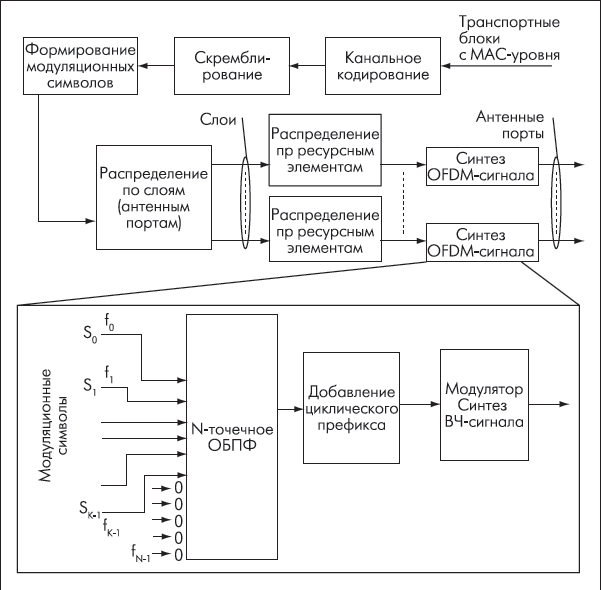 Транспортные
блоки
с MAC-уровня
Формирование
модуляционных
символов
Скрембли-
рование
Канальное
кодирование
Слои
Антенные
порты
Распределение
по слоям
(антенным
портам)
Распределение
пр ресурсным
элементам
Синтез
OFDM-сигнала
Распределение
пр ресурсным
элементам
Синтез
OFDM-сигнала
Модуляционные
символы
S0 f0
S1 f1
SK-1
fK-1
fN-1
0
0
0
0
0
N-точечное
ОБПФ
Добавление
циклического
префикса
Модулятор
Синтез
ВЧ-сигнала